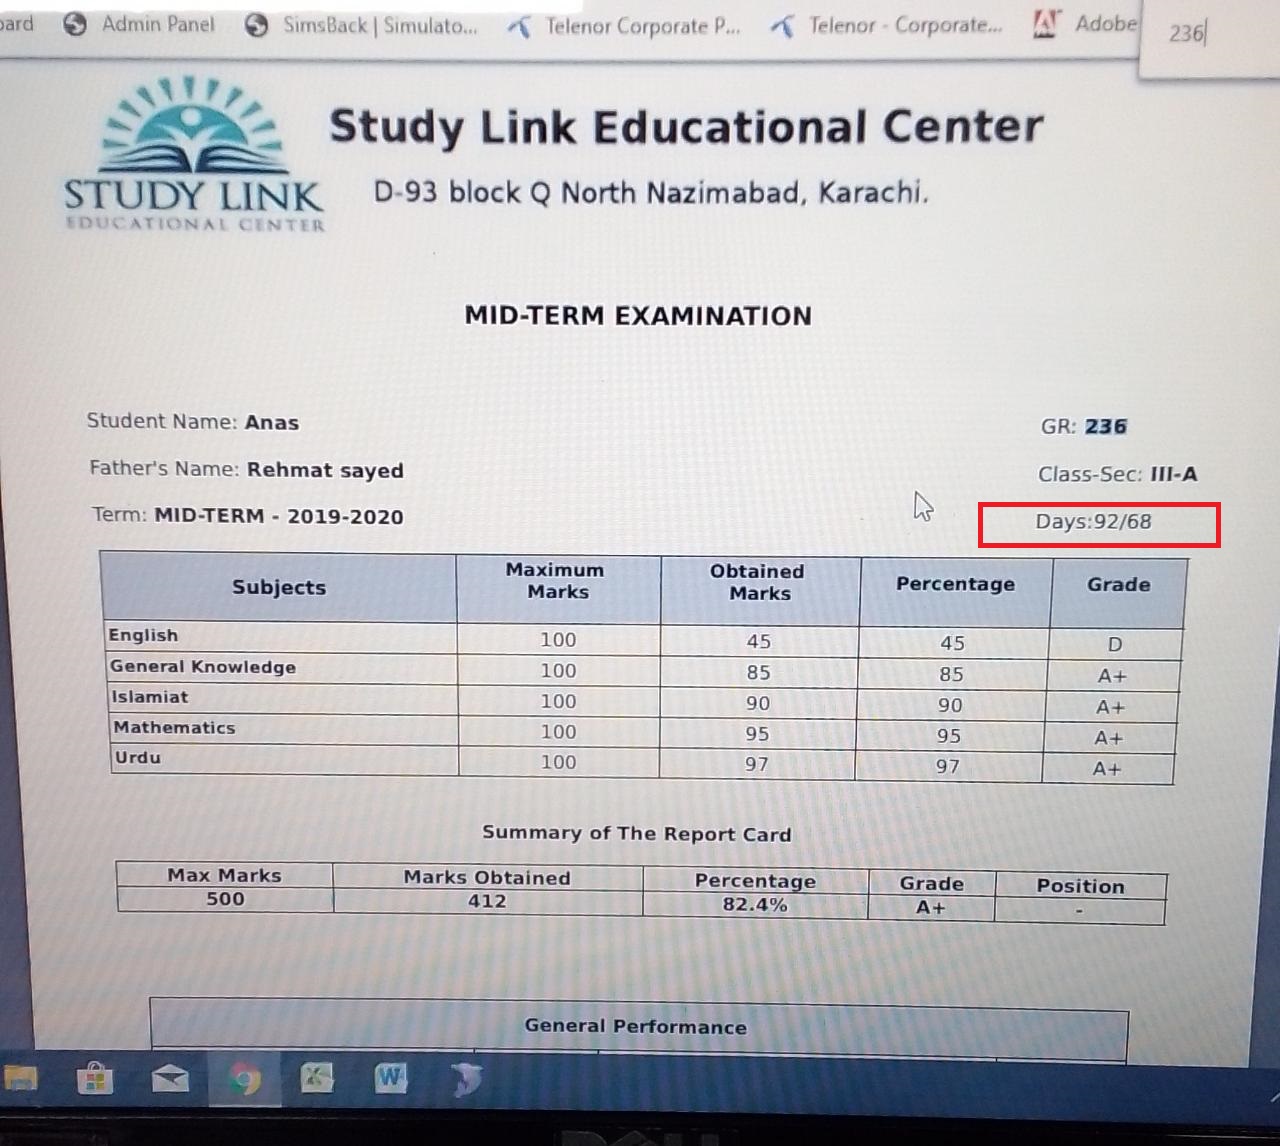 Admin Panel SimsBack | Simulato... Telenor Corporate P... Telenor - Corporate... Adobe
236
STUDY LINK
EDUCATIONAL CENTER
Study Link Educational Center
D-93 block Q North Nazimabad, Karachi.
MID-TERM EXAMINATION
Student Name: Anas GR: 236
Father's Name: Rehmat sayed Class-Sec: III-A
Term: MID-TERM - 2019-2020 Days:92/68
Subjects Maximum Marks Obtained Marks Percentage Grade
English 100 45 45 D
General Knowledge 100 85 85 A+
Islamiat 100 90 90 A+
Mathematics 100 95 95 A+
Urdu 100 97 97 A+
Summary of The Report Card
Max Marks Marks Obtained Percentage Grade Position
500 412 82.4% A+ -
General Performance